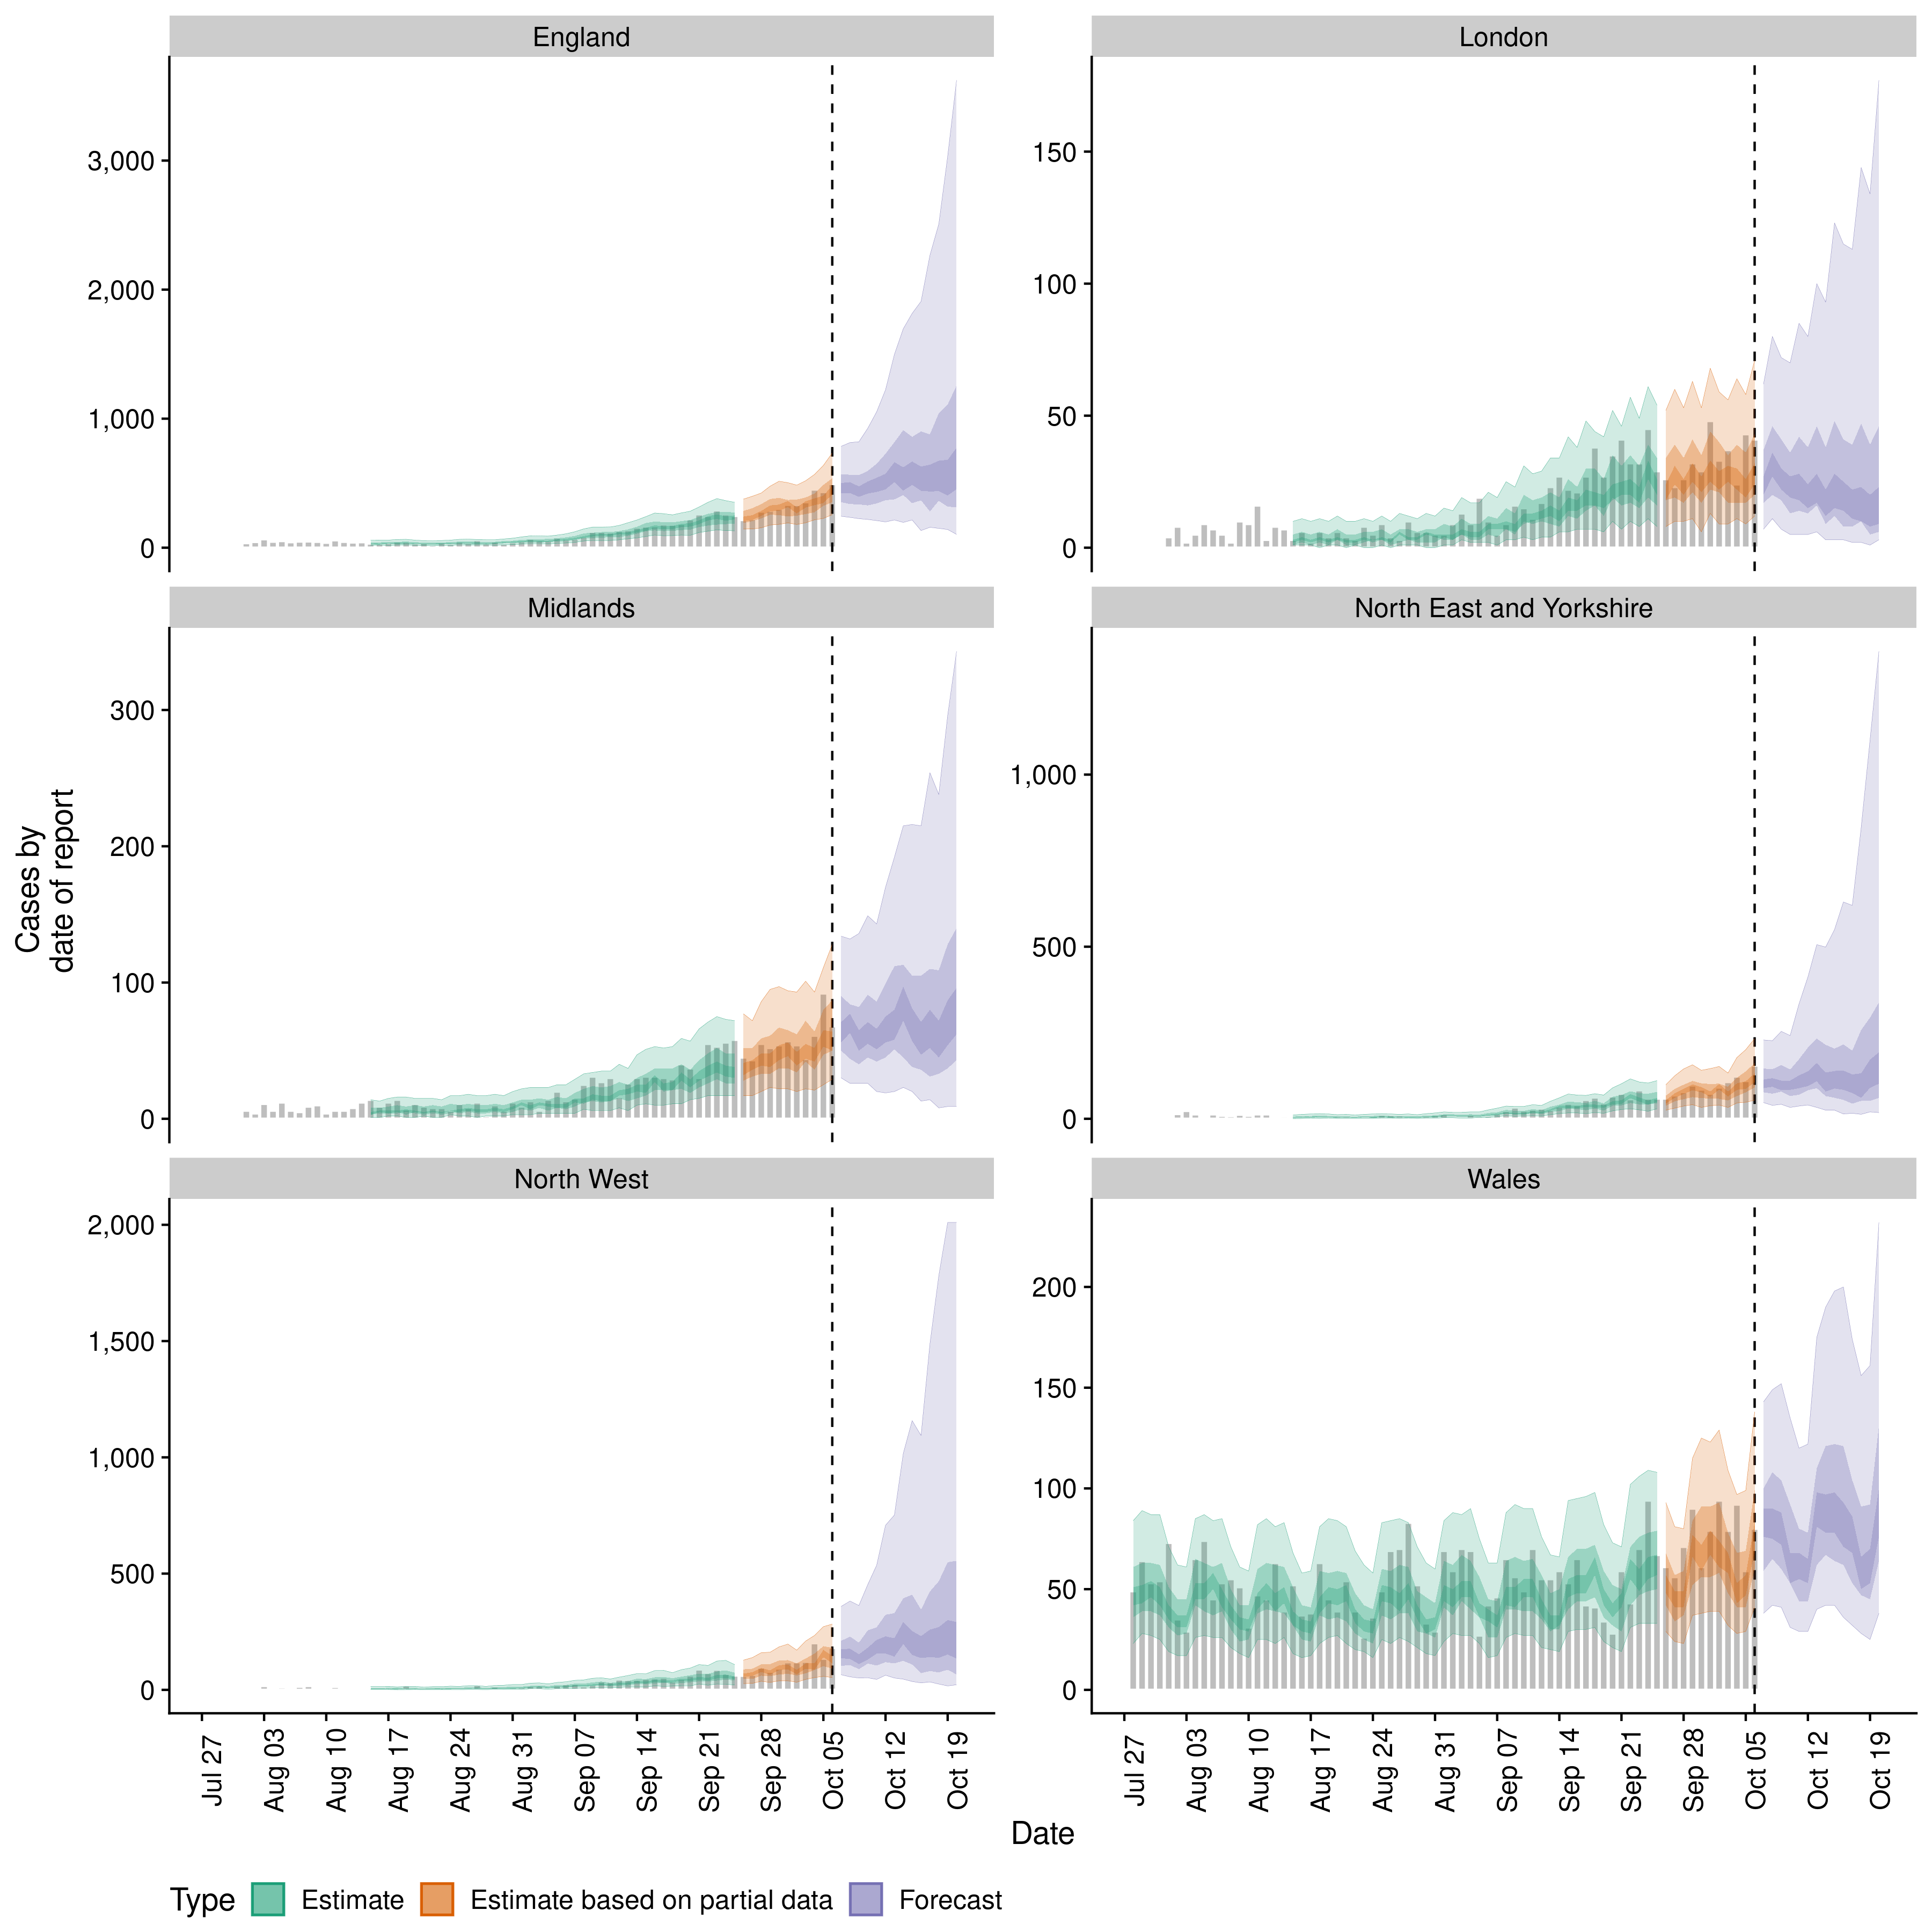 England
London
3,000
2,000
1,000
0
150
100
50
0
Midlands
North East and Yorkshire
300
200
100
0
1,000
500
0
North West
Wales
2,000
1,500
1,000
500
0
200
150
100
50
0
Cases by
date of report
Jul 27
Aug 03
Aug 10
Aug 17
Aug 24
Aug 31
Sep 07
Sep 14
Sep 21
Sep 28
Oct 05
Oct 12
Oct 19
Jul 27
Aug 03
Aug 10
Aug 17
Aug 24
Aug 31
Sep 07
Sep 14
Sep 21
Sep 28
Oct 05
Oct 12
Oct 19
Date
Type Estimate Estimate based on partial data Forecast